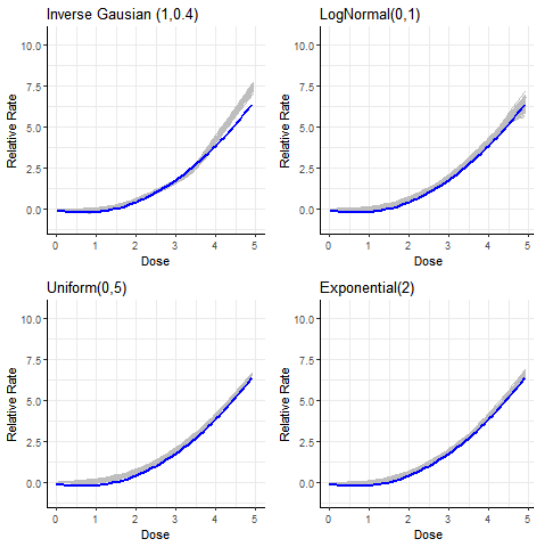 Inverse Gausian (1,0.4)
10.0
7.5
5.0
2.5
0.0
Relative Rate
0 1 2 3 4 5
Dose
LogNormal(0,1)
10.0
7.5
5.0
2.5
0.0
Relative Rate
0 1 2 3 4 5
Dose
Uniform(0,5)
10.0
7.5
5.0
2.5
0.0
Relative Rate
0 1 2 3 4 5
Dose
Exponential(2)
10.0
7.5
5.0
2.5
0.0
Relative Rate
0 1 2 3 4 5
Dose